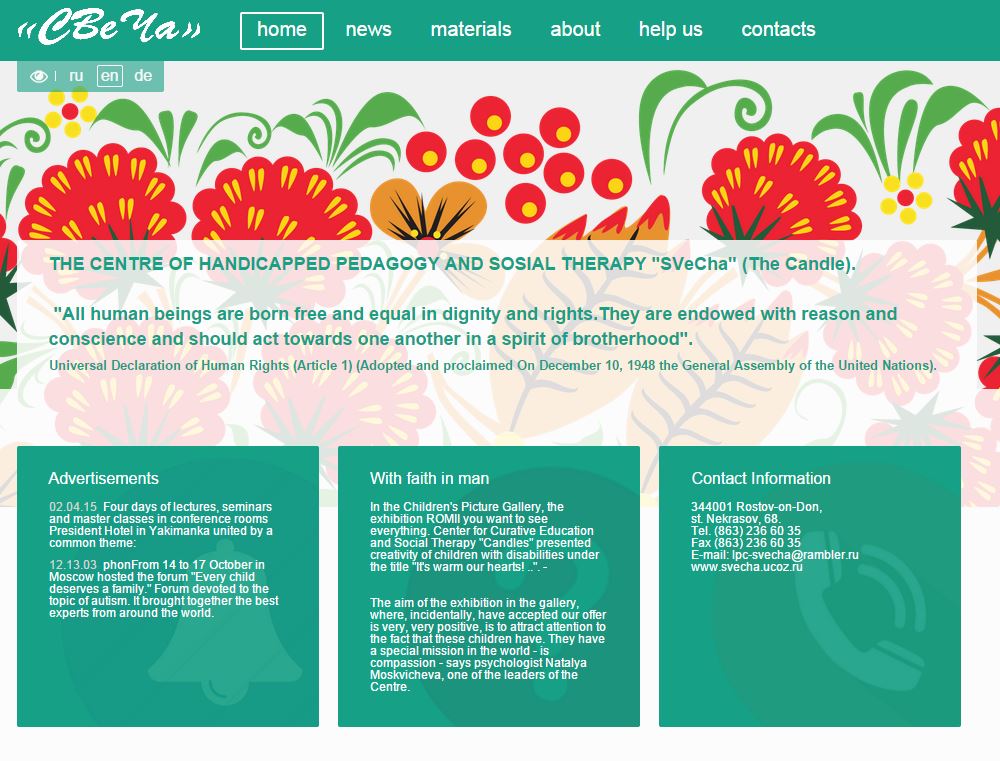 «СВеЧа»
home news materials about help us contacts
ru en de
THE CENTRE OF HANDICAPPED PEDAGOGY AND SOSIAL THERAPY "SVeCha" (The Candle).
"All human beings are born free and equal in dignity and rights.They are endowed with reason and
conscience and should act towards one another in a spirit of brotherhood".
Universal Declaration of Human Rights (Article 1) (Adopted and proclaimed On December 10, 1948 the General Assembly of the United Nations).
Advertisements
02.04.15 Four days of lectures, seminars
and master classes in conference rooms
President Hotel in Yakimanka united by a
common theme:
12.13.03 phonFrom 14 to 17 October in
Moscow hosted the forum "Every child
deserves a family." Forum devoted to the
topic of autism. It brought together the best
experts from around the world.
With faith in man
In the Children's Picture Gallery, the
exhibition ROMII you want to see
everything. Center for Curative Education
and Social Therapy "Candles" presented
creativity of children with disabilities under
the title "It's warm our hearts! ..". -
The aim of the exhibition in the gallery,
where, incidentally, have accepted our offer
is very, very positive, is to attract attention to
the fact that these children have. They have
a special mission in the world - is
compassion - says psychologist Natalya
Moskvicheva, one of the leaders of the
Centre.
Contact Information
344001 Rostov-on-Don,
st. Nekrasov, 68.
Tel. (863) 236 60 35
Fax (863) 236 60 35
E-mail: lpc-svecha@rambler.ru
www.svecha.ucoz.ru